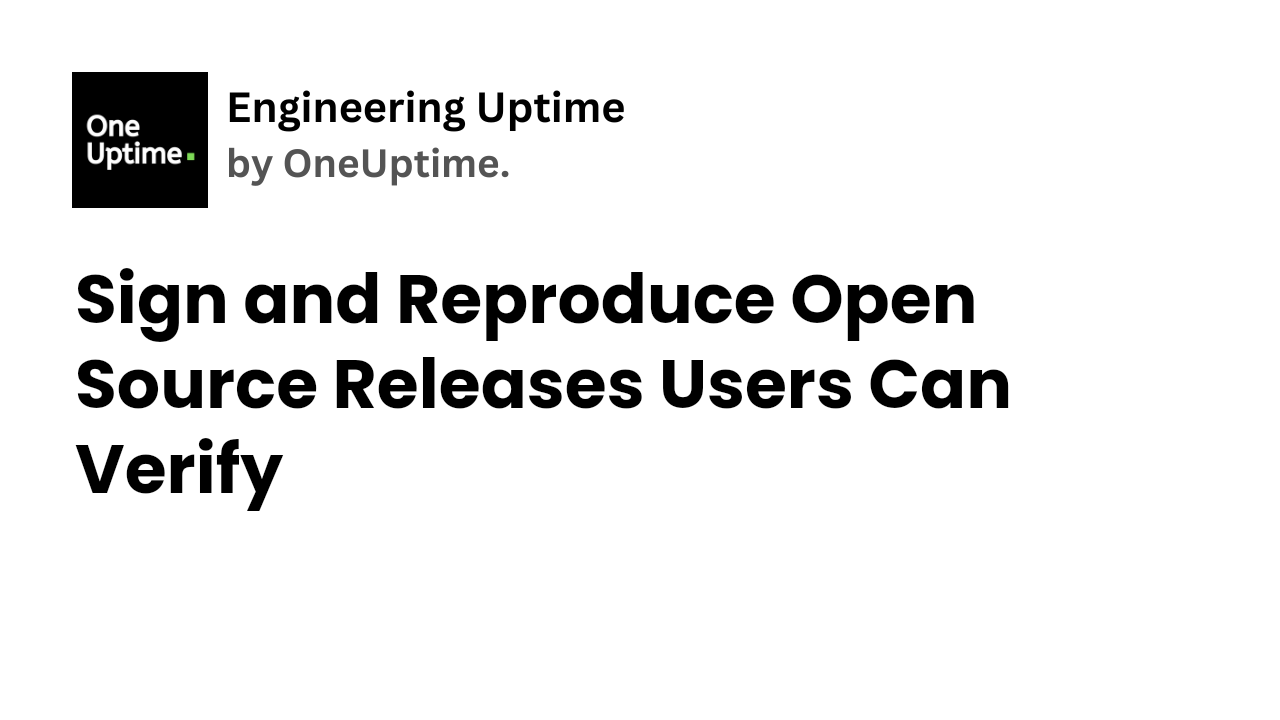 One
Uptime
Engineering Uptime
by OneUptime.
Sign and Reproduce Open
Source Releases Users Can
Verify